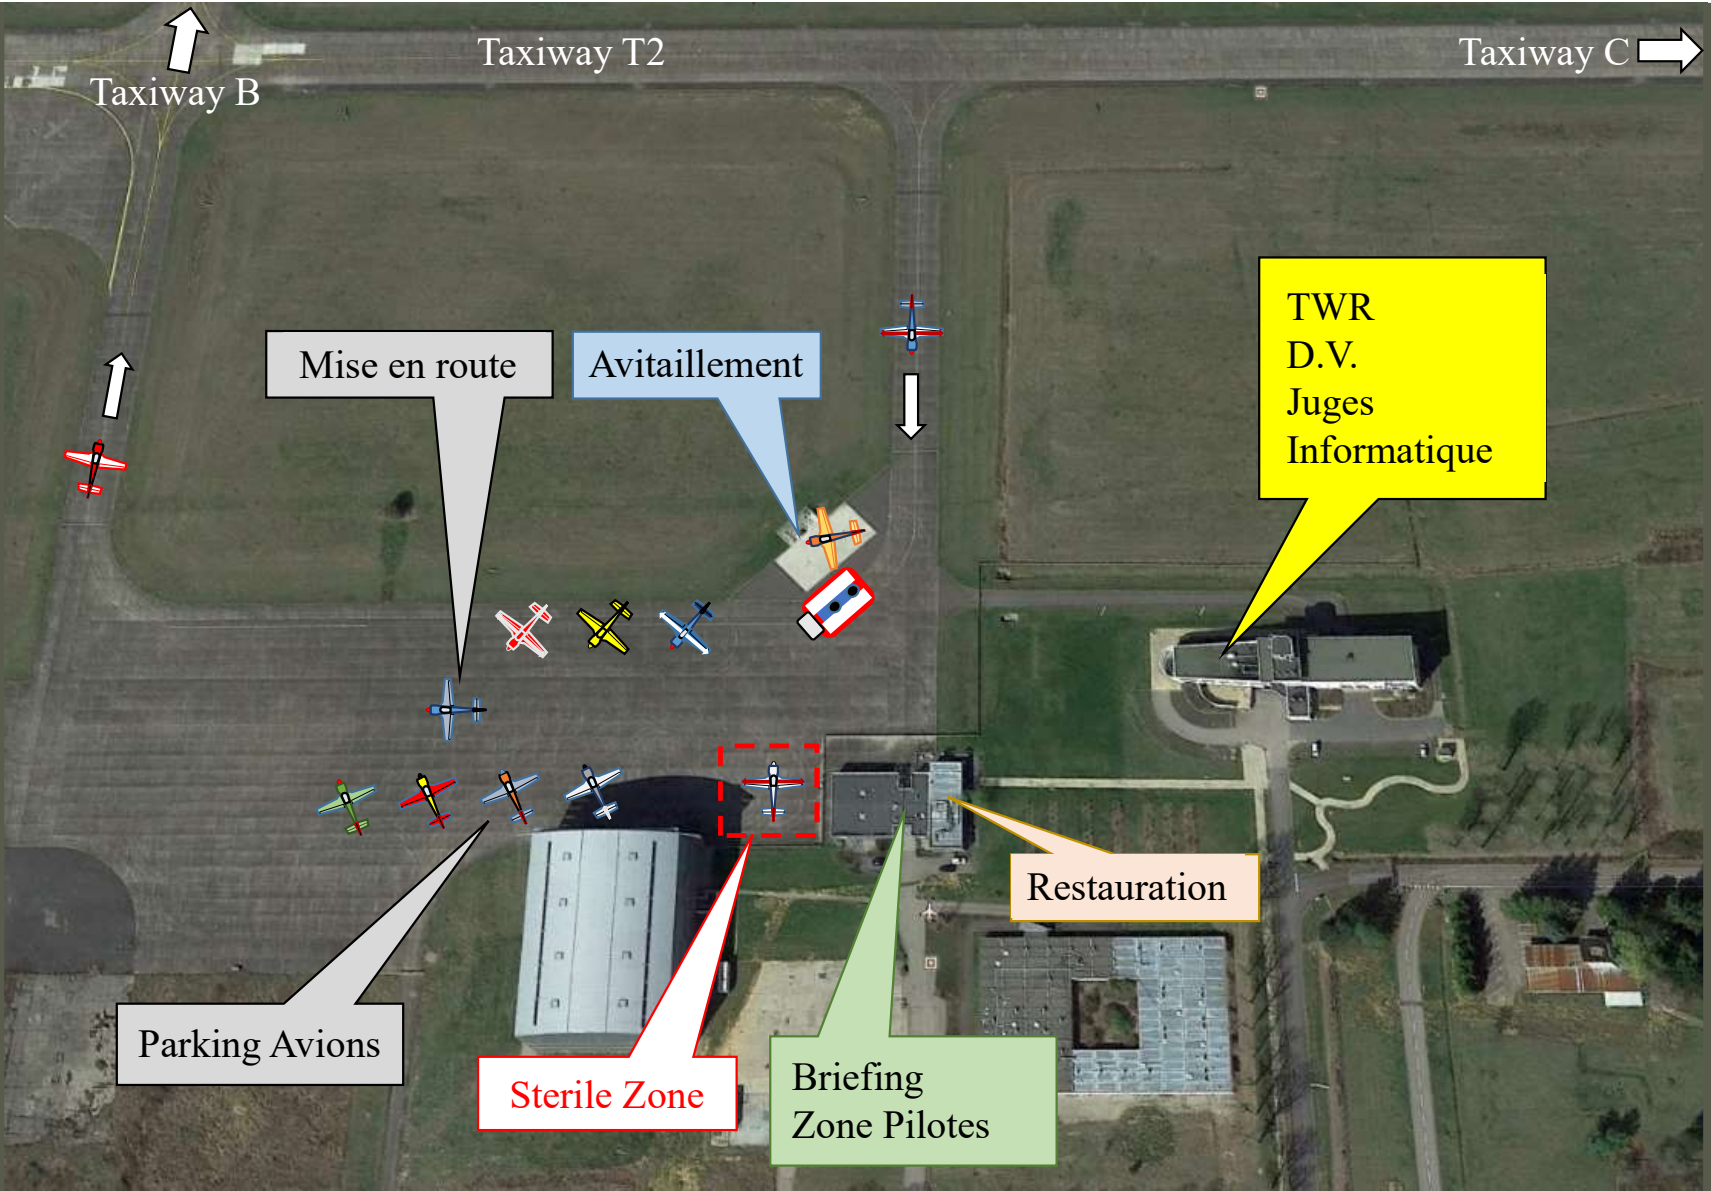 Taxiway T2
Taxiway C
Taxiway B
TWR
D.V.
Juges
Informatique
Mise en route
Avitaillement
Restauration
Parking Avions
Sterile Zone
Briefing
Zone Pilotes